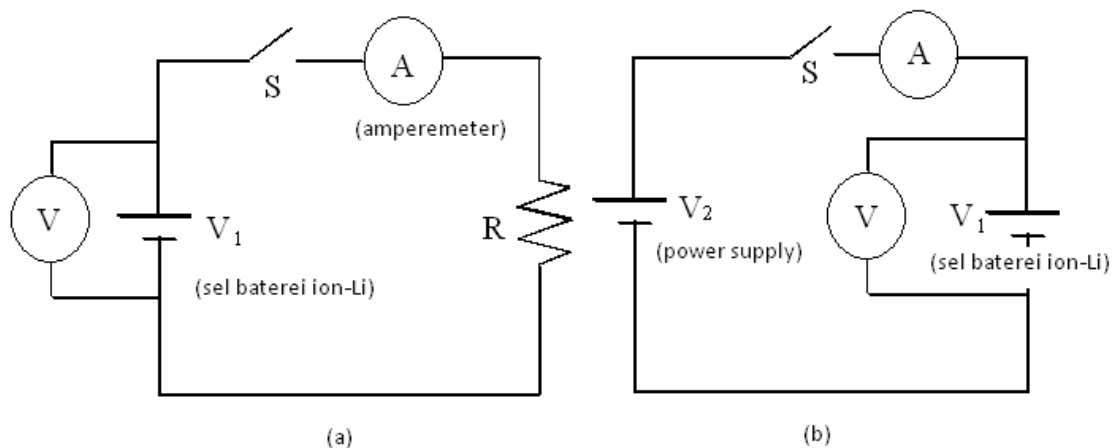 S
A
(amperemeter)
V
V1
(sel baterei ion-Li)
R
(a)
S
A
V2
(power supply)
V
V1
(sel baterei ion-Li)
(b)